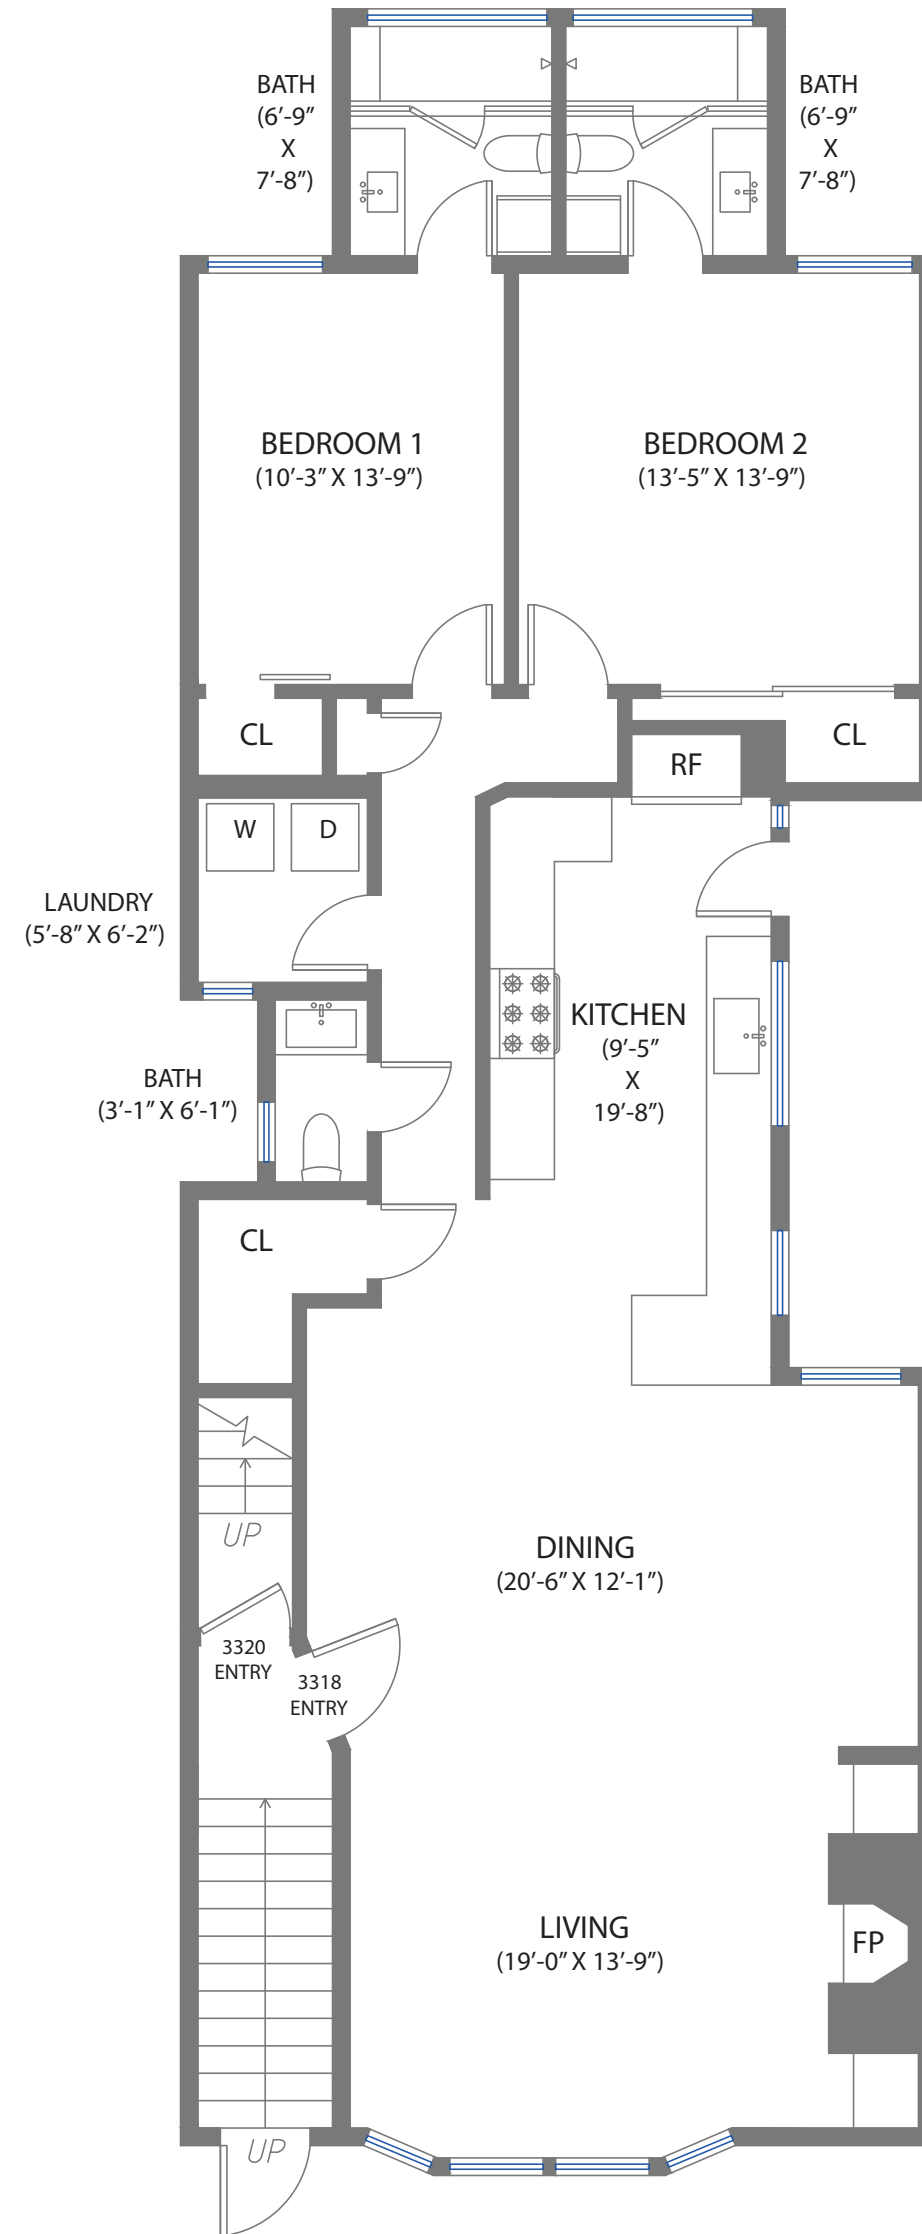 BATH
(6’-9”
X
7’-8”)
BATH
(6’-9”
X
7’-8”)
BEDROOM 1
(10’-3” X 13’-9”)
BEDROOM 2
(13’-5” X 13’-9”)
CL
RF
CL
W
D
LAUNDRY
(5’-8” X 6’-2”)
KITCHEN
(9’-5”
X
19’-8”)
BATH
(3’-1” X 6’-1”)
CL
UP
DINING
(20’-6” X 12’-1”)
3320
ENTRY
3318
ENTRY
LIVING
(19’-0” X 13’-9”)
FP
UP